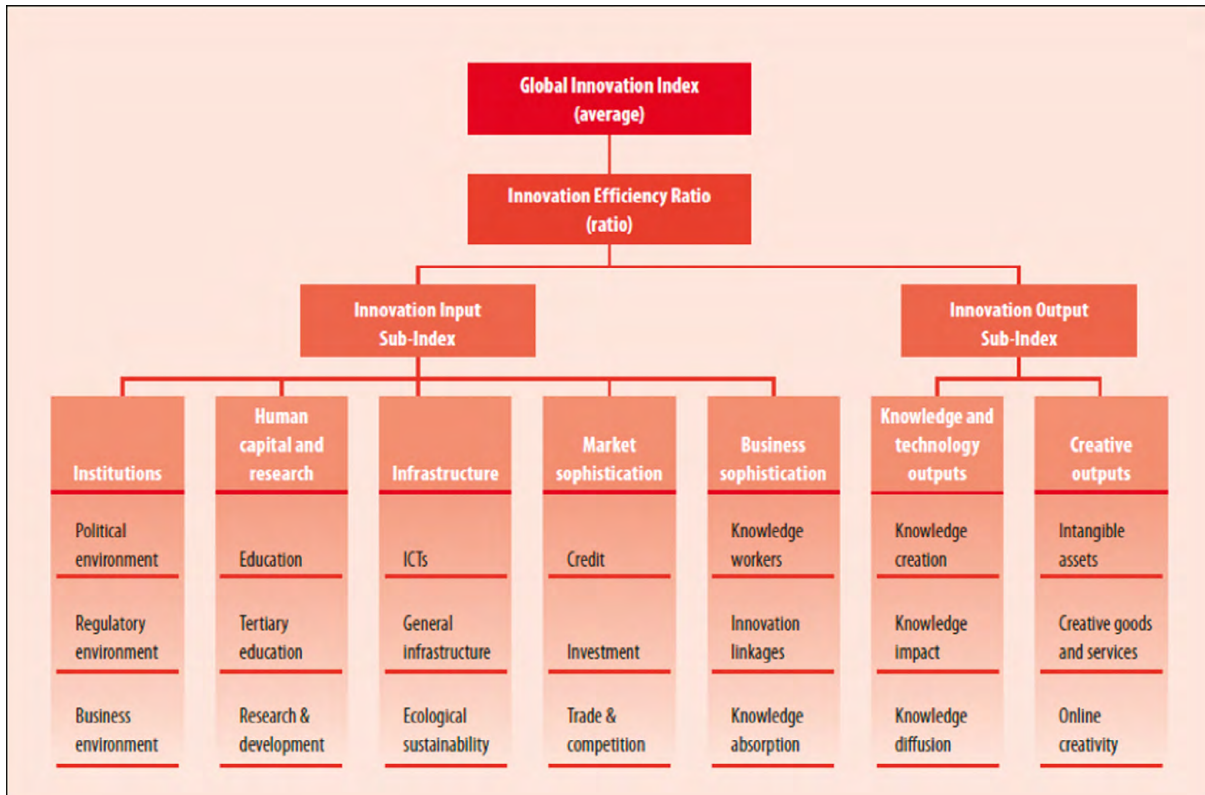 Global Innovation Index
(average)
Innovation Efficiency Ratio
(ratio)
Innovation Input
Sub-Index
Innovation Output
Sub-Index
Institutions
Human
capital and
research
Infrastructure
Market
sophistication
Business
sophistication
Knowledge and
technology
outputs
Creative
outputs
Political
environment
Education
ICTs
Credit
Knowledge
workers
Knowledge
creation
Intangible
assets
Regulatory
environment
Tertiary
education
General
infrastructure
Investment
Innovation
linkages
Knowledge
impact
Creative goods
and services
Business
environment
Research &
development
Ecological
sustainability
Trade &
competition
Knowledge
absorption
Knowledge
diffusion
Online
creativity